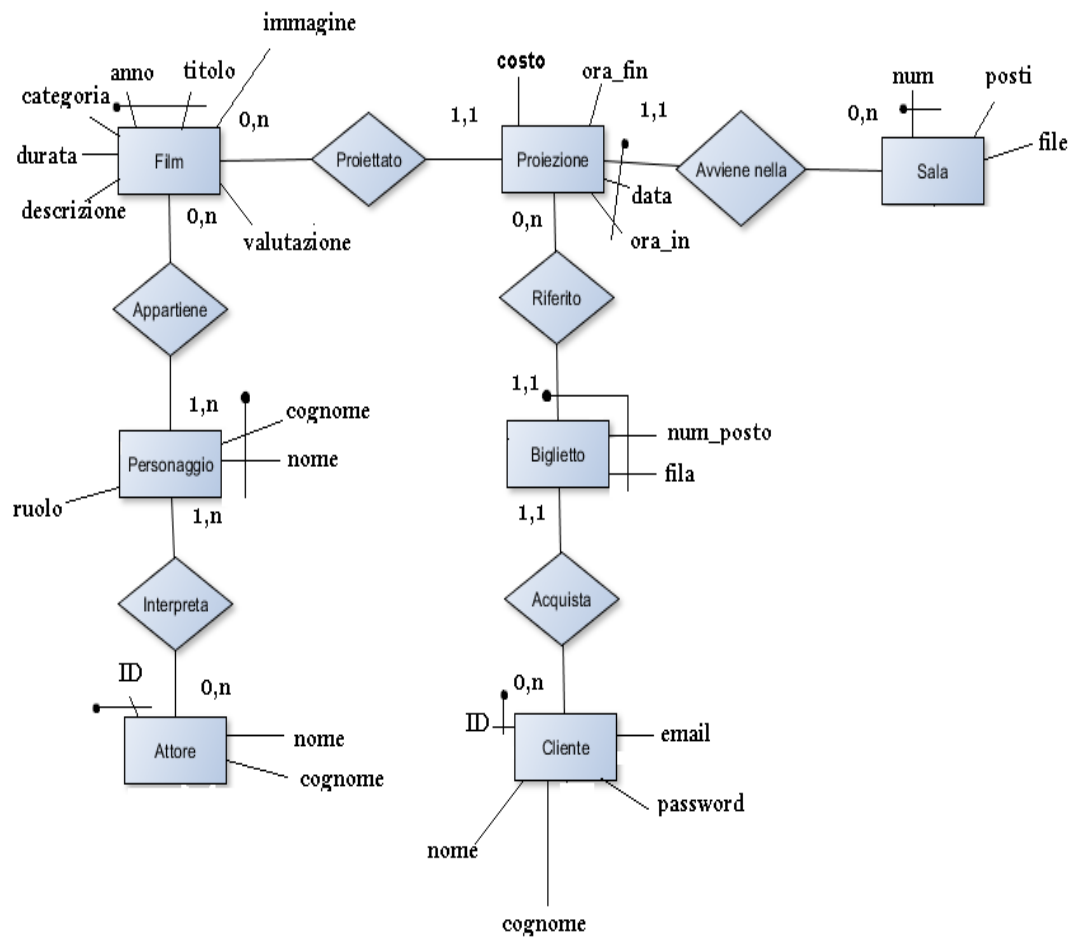 immagine
anno
titolo
categoria
0,n
durata
Film
descrizione
0,n
valutazione
Proiettato
1,1
costo
ora_fin
1,1
Proiezione
data
0,n
ora_in
Avviene nella
0,n
num
posti
Sala
file
Appartiene
Riferito
1,n
cognome
Personaggio
nome
ruolo
1,n
1,1
Biglietto
num_posto
fila
1,1
Interpreta
Acquista
ID
0,n
Attore
nome
cognome
0,n
ID
Cliente
email
password
nome
cognome